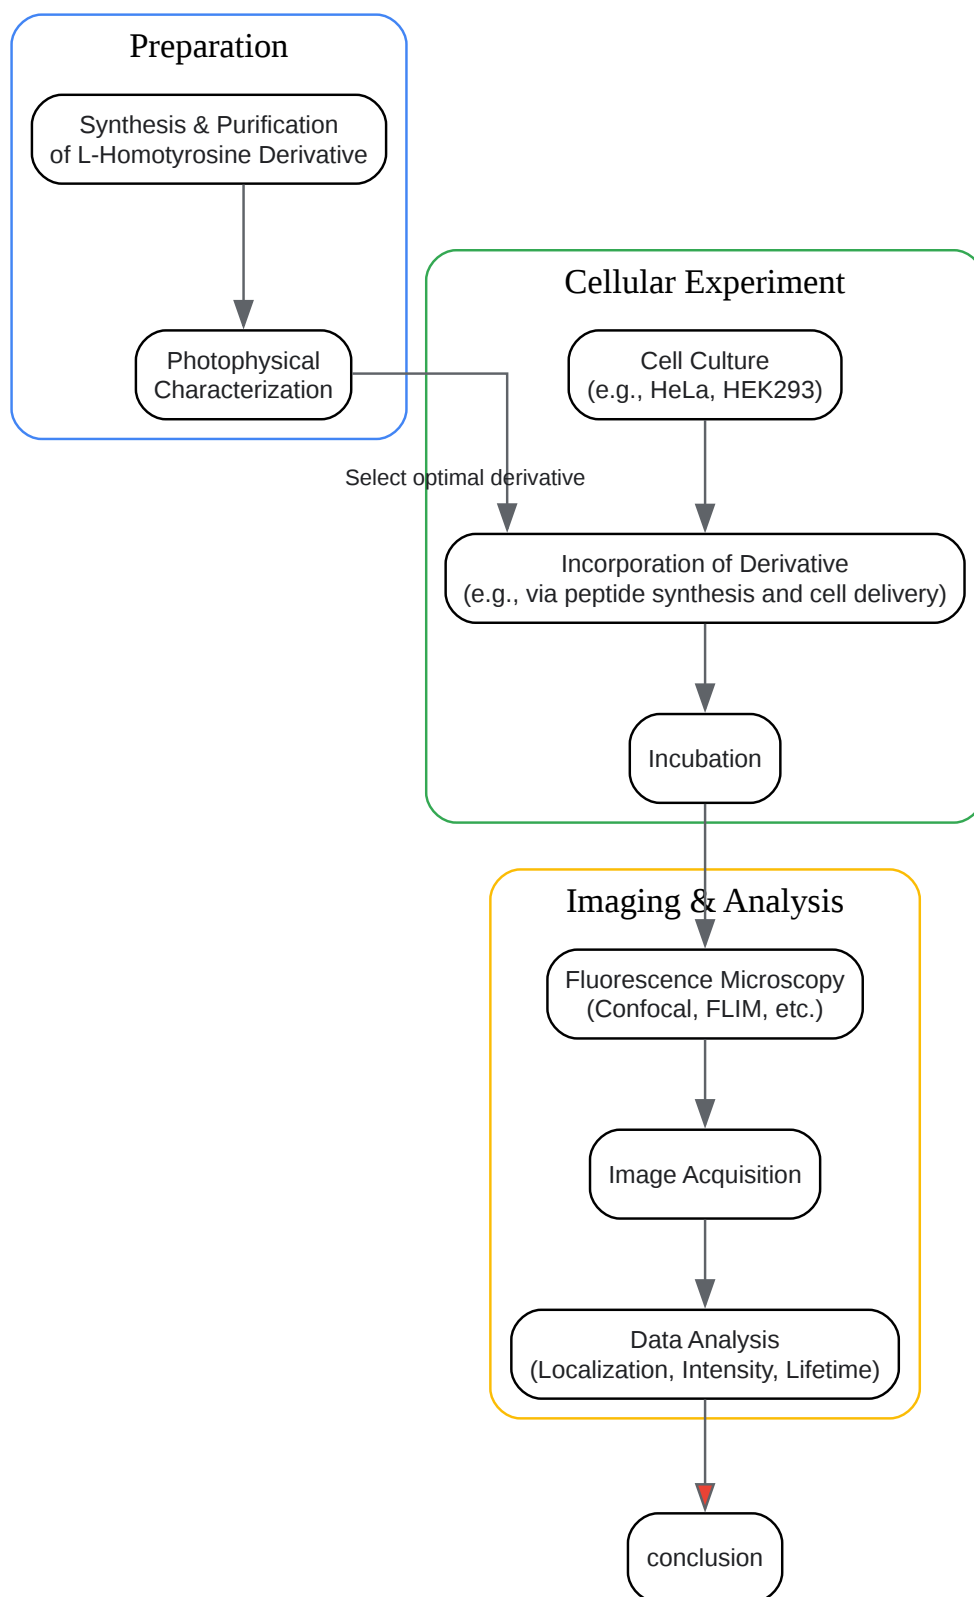 Preparation
Synthesis & Purification
of L-Homotyrosine Derivative
Photophysical
Characterization
Select optimal derivative
Cellular Experiment
Cell Culture
(e.g., HeLa, HEK293)
Incorporation of Derivative
(e.g., via peptide synthesis and cell delivery)
Incubation
Imaging & Analysis
Fluorescence Microscopy
(Confocal, FLIM, etc.)
Image Acquisition
Data Analysis
(Localization, Intensity, Lifetime)
conclusion